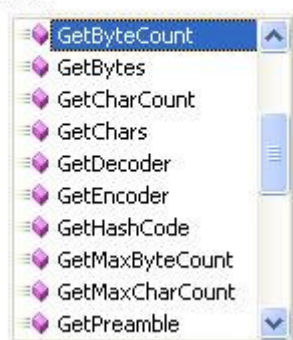 GetByteCount
GetBytes
GetCharCount
GetChars
GetDecoder
GetEncoder
GetHashCode
GetMaxByteCount
GetMaxCharCount
GetPreamble